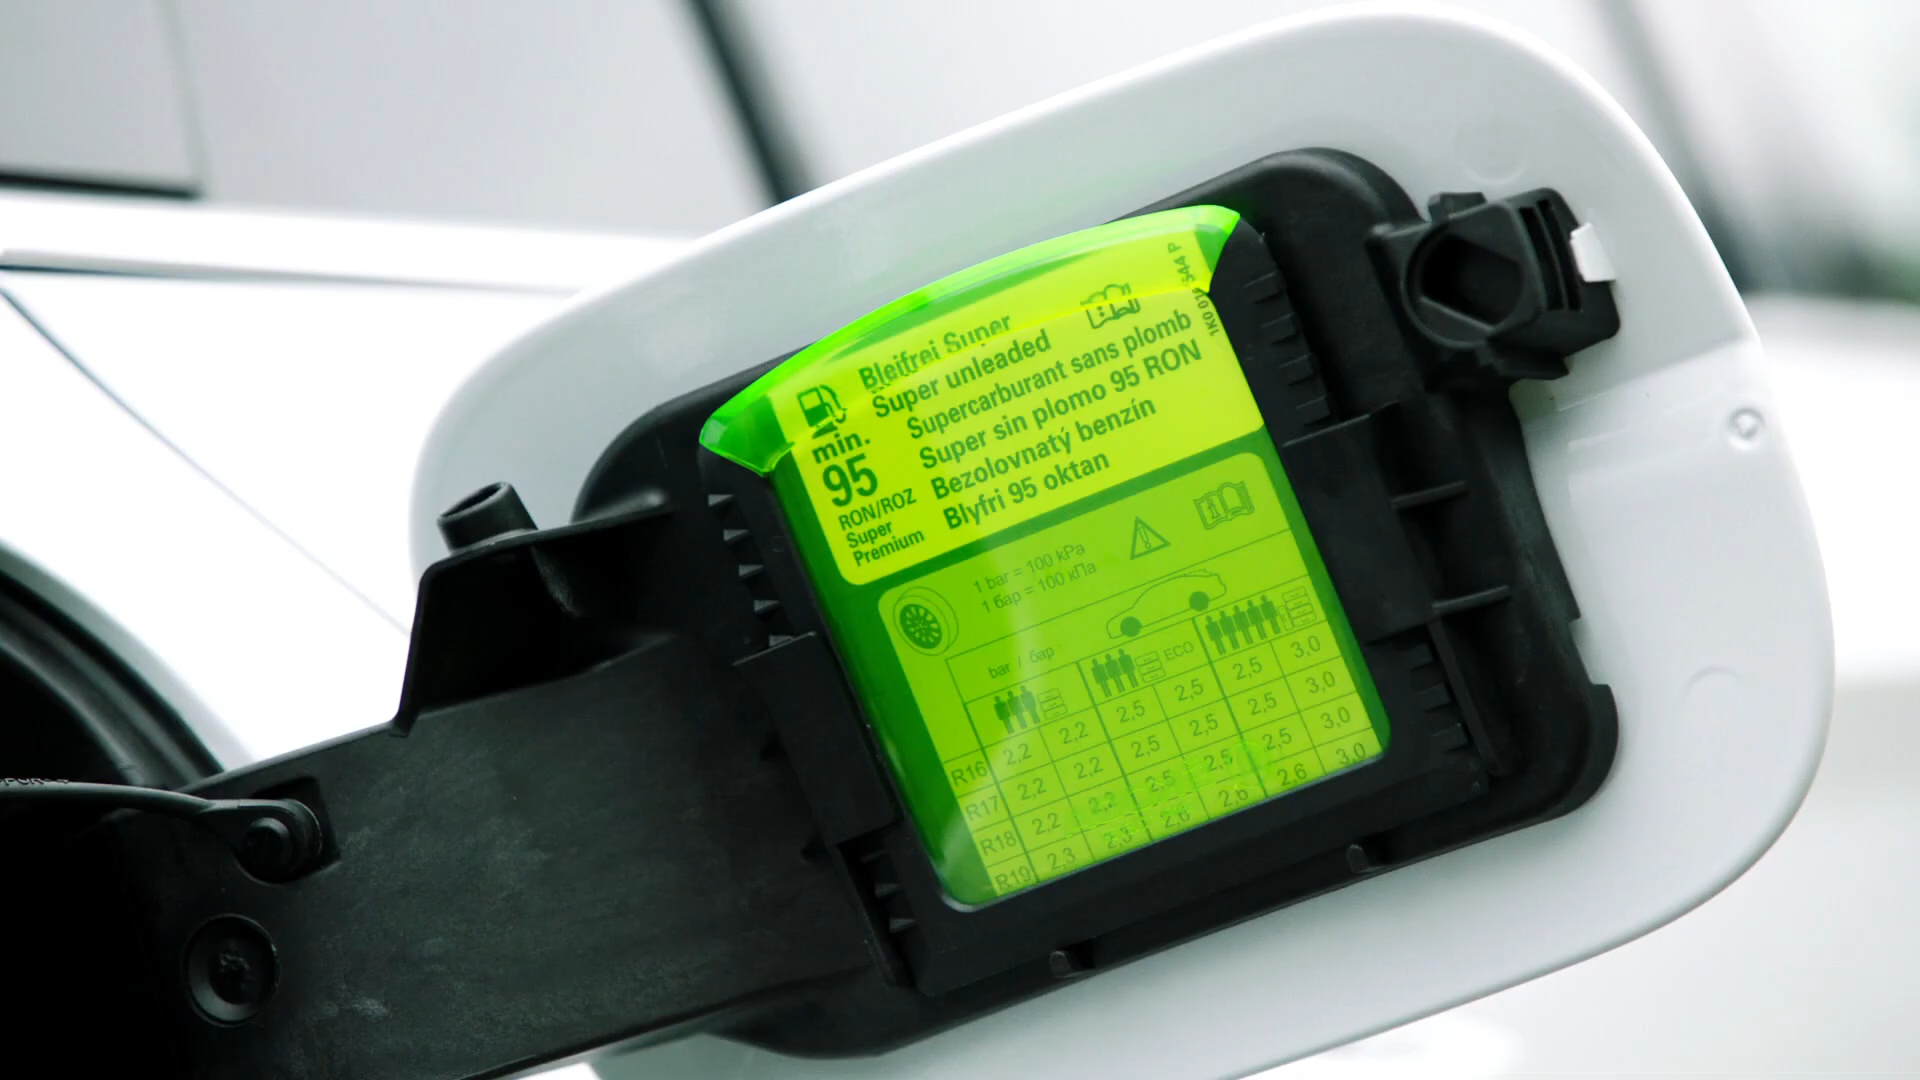 Bleifrei Super
Super unleaded
Supercarburant sans plomb
Super sin plomo 95 RON
Bezolovnatý benzín
Blyfri 95 oktan
min.
95
RON/ROZ
Super
Premium
1 bar = 100 kPa
1 бар = 100 кПа
bar / бар
ECO
R16 2,2 2,2 2,5 2,5 2,5 3,0
R17 2,2 2,2 2,5 2,5 2,5 3,0
R18 2,2 2,2 2,5 2,5 2,5 3,0
R19 2,3 2,3 2,6 2,6 2,6 3,0